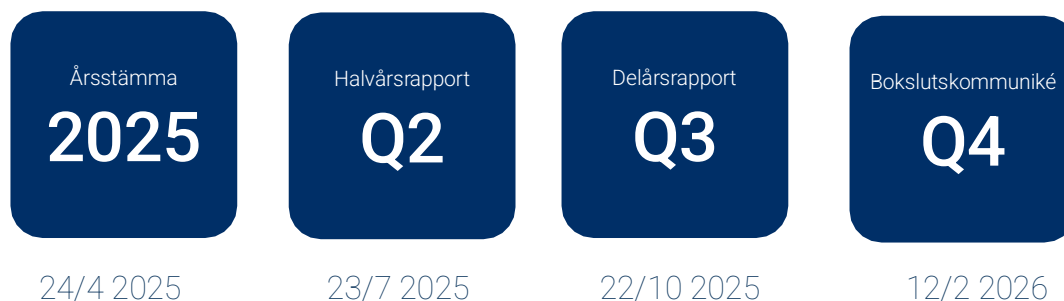 Årsstämma
2025
24/4 2025
Halvårsrapport
Q2
23/7 2025
Delårsrapport
Q3
22/10 2025
Bokslutskommuniké
Q4
12/2 2026